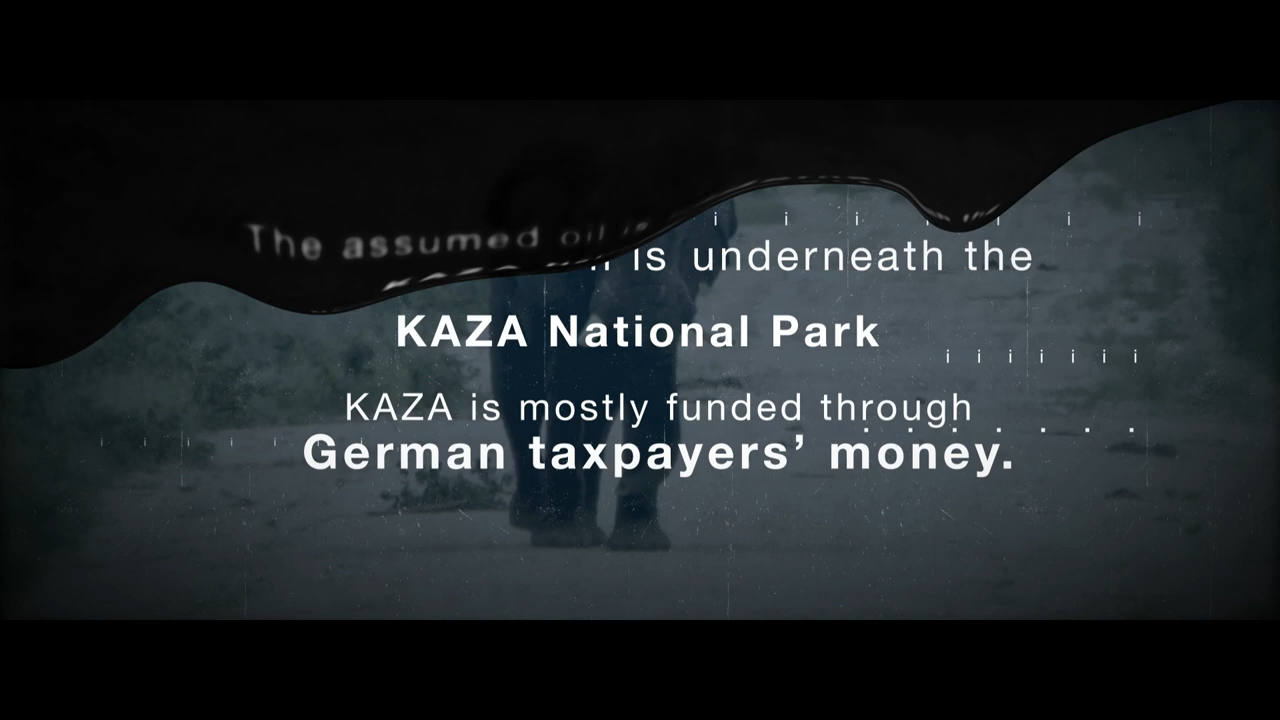 The assumed oil is underneath the
KAZA National Park
KAZA is mostly funded through
German taxpayers’ money.